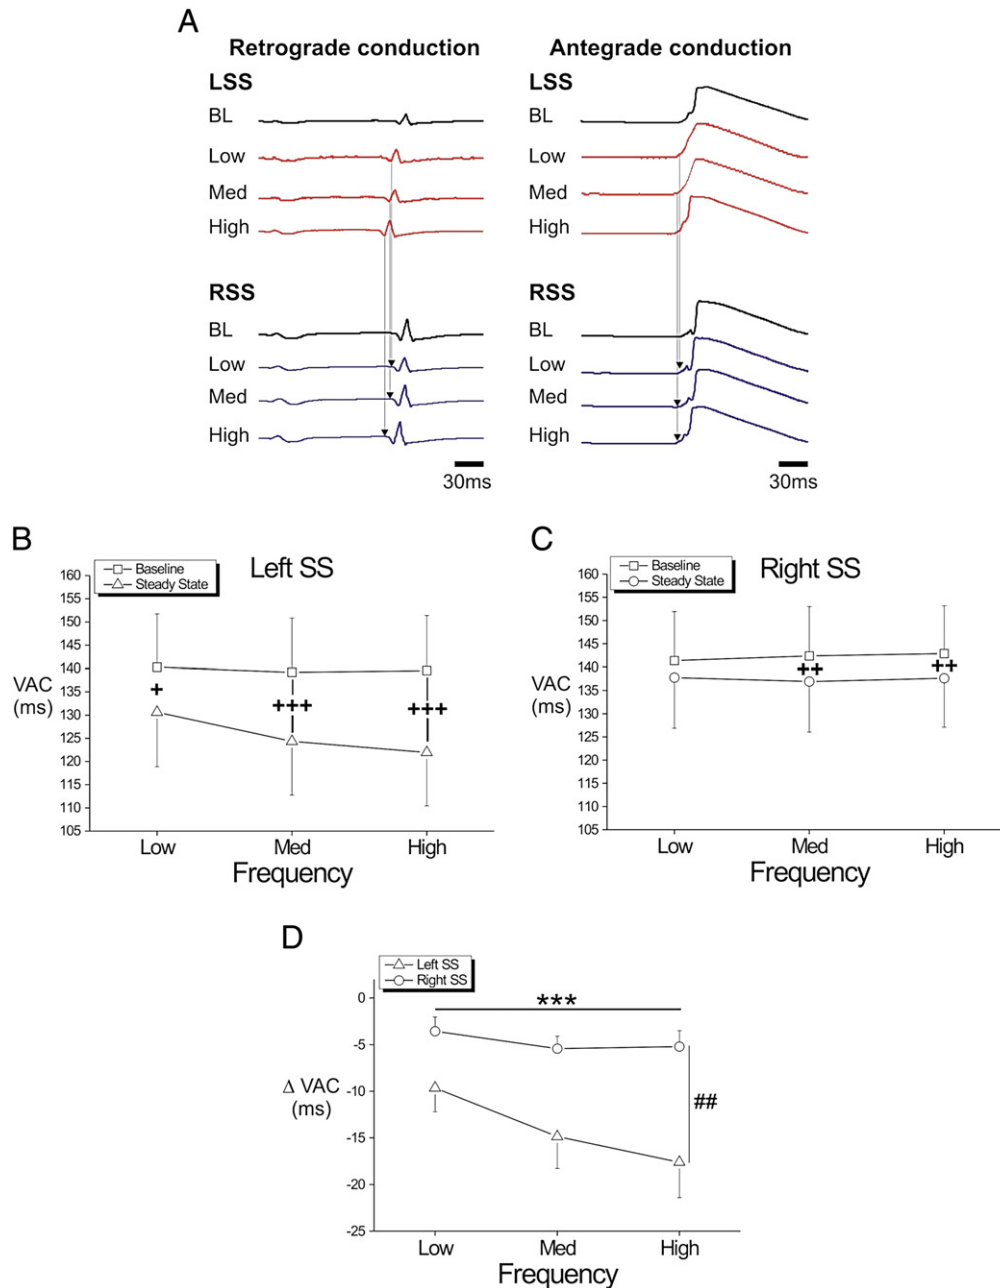 A
Retrograde conduction
Antegrade conduction
LSS
BL
Low
Med
High
RSS
BL
Low
Med
High
30ms
LSS
BL
Low
Med
High
RSS
BL
Low
Med
High
30ms
B
Baseline
Steady State
Left SS
160
155
150
145
140
135
130
125
120
115
110
105
VAC
(ms)
+
+++
+++
Low Med High
Frequency
C
Baseline
Steady State
Right SS
160
155
150
145
140
135
130
125
120
115
110
105
VAC
(ms)
++
++
Low Med High
Frequency
D
Left SS
Right SS
0
-5
-10
-15
-20
-25
Δ VAC
(ms)
***
##
Low Med High
Frequency